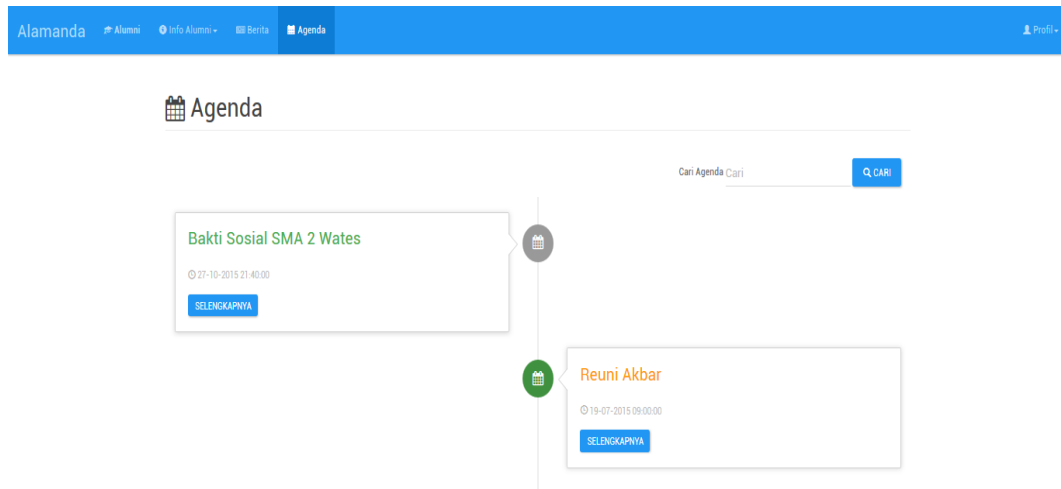 Alamanda Alumni Info Alumni Berita Agenda Profil
Agenda
Cari Agenda Cari CARI
Bakti Sosial SMA 2 Wates
27-10-2015 21:40:00
SELENGKAPNYA
Reuni Akbar
19-07-2015 09:00:00
SELENGKAPNYA